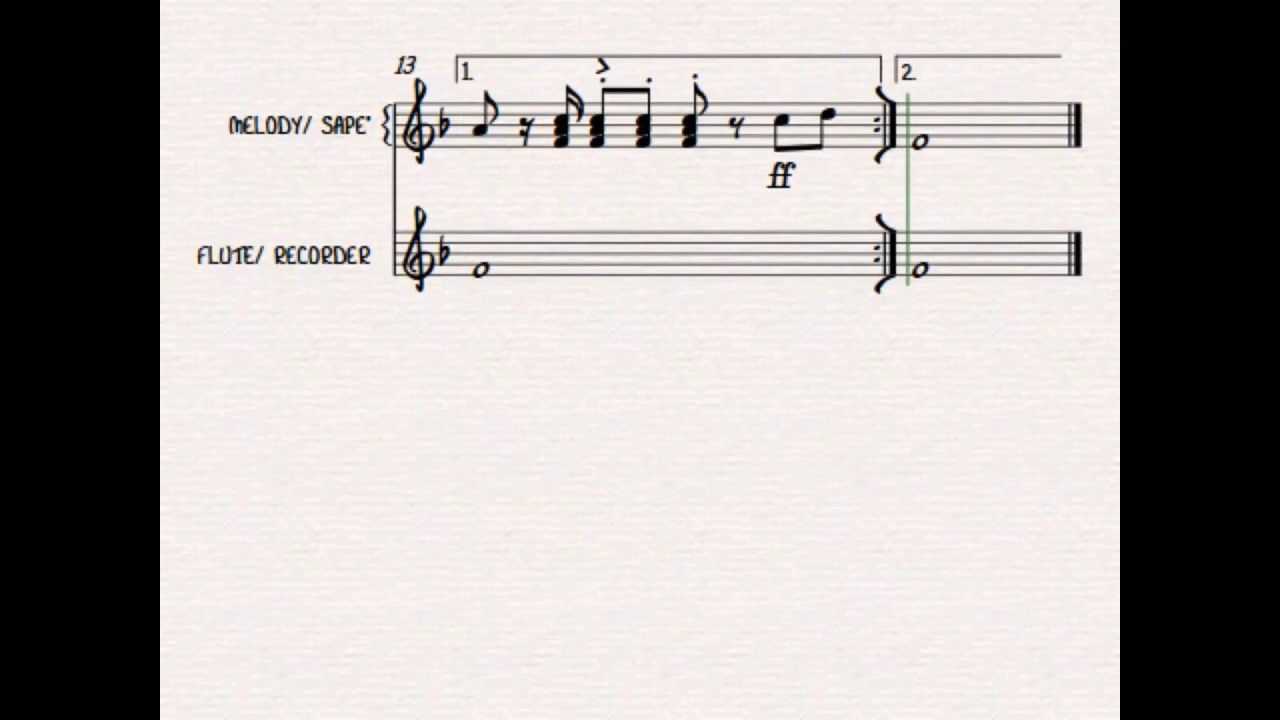 13
1.
2.
MELODY/ SAPE'
ff
FLUTE/ RECORDER